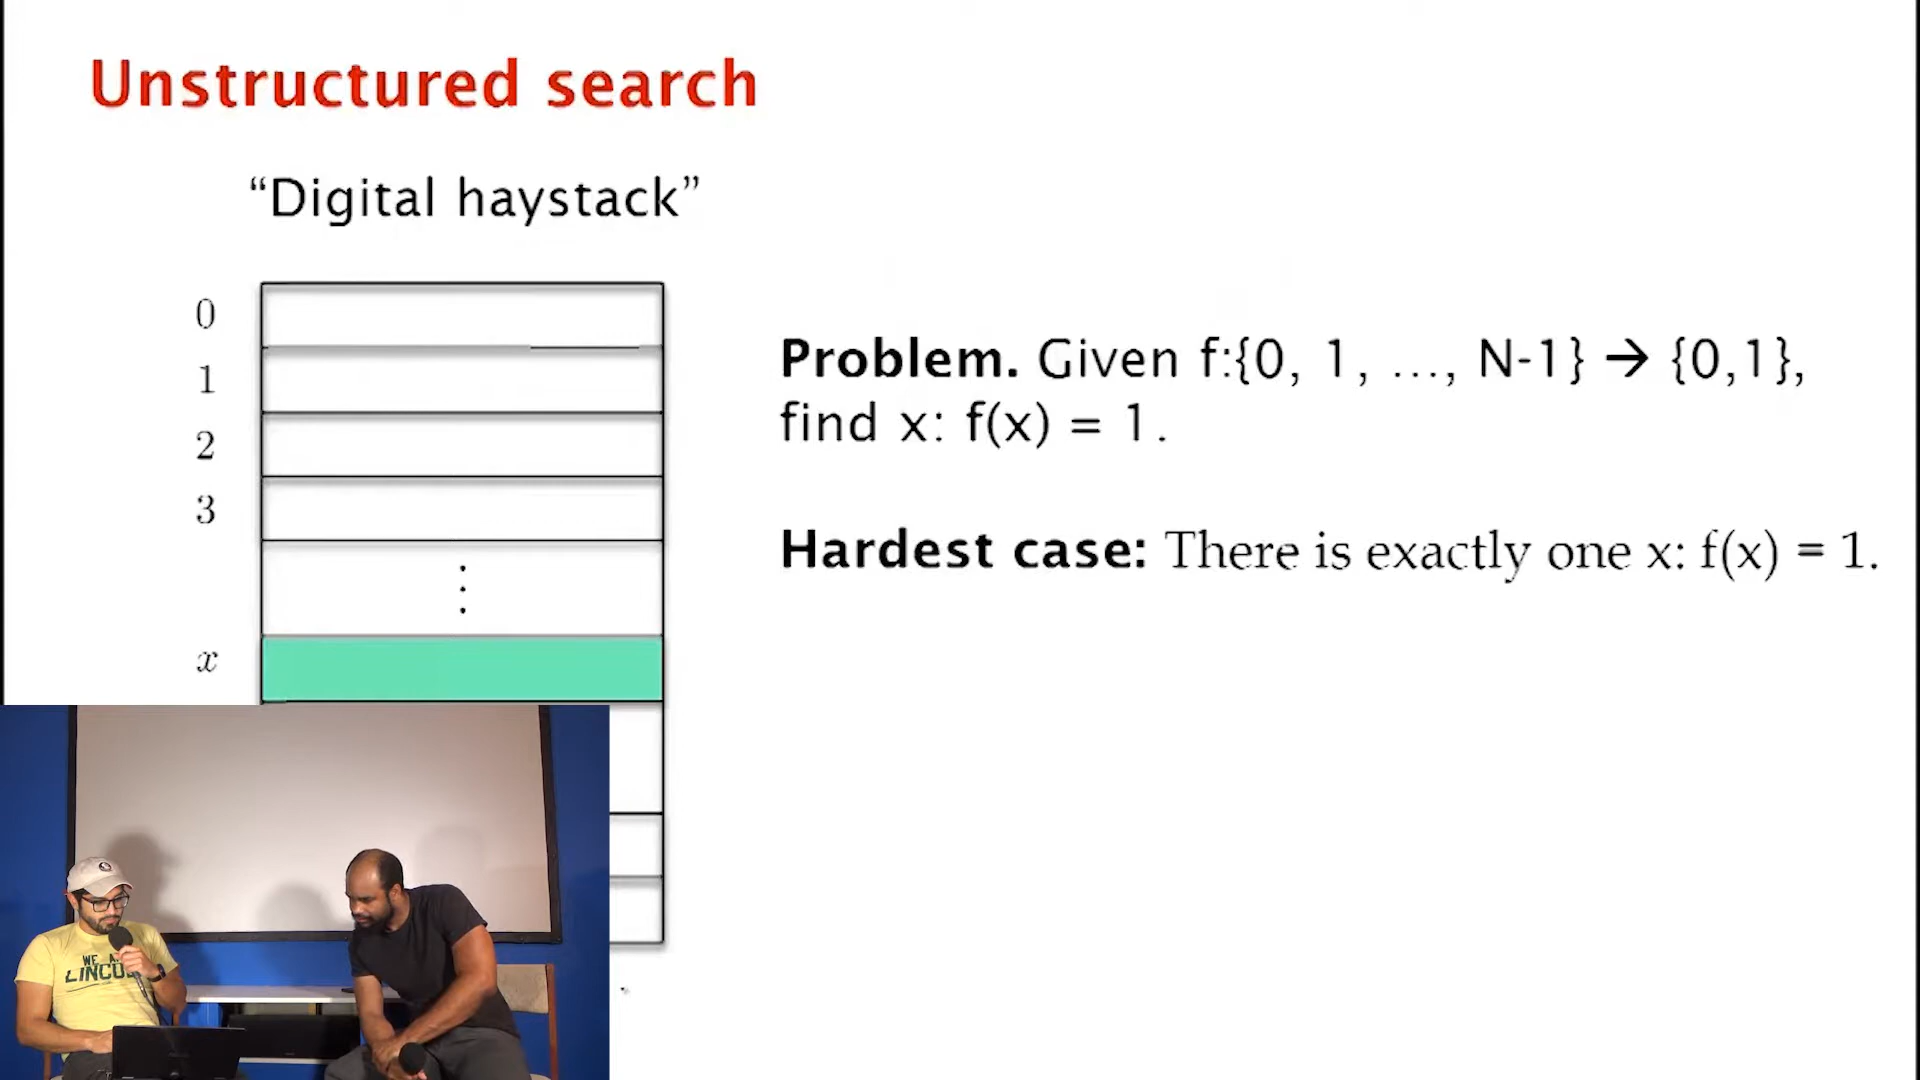 Unstructured search
“Digital haystack”
0
1
2
3
⋮
x
Problem. Given f:{0, 1, …, N-1} → {0,1},
find x: f(x) = 1.
Hardest case: There is exactly one x: f(x) = 1.
WE